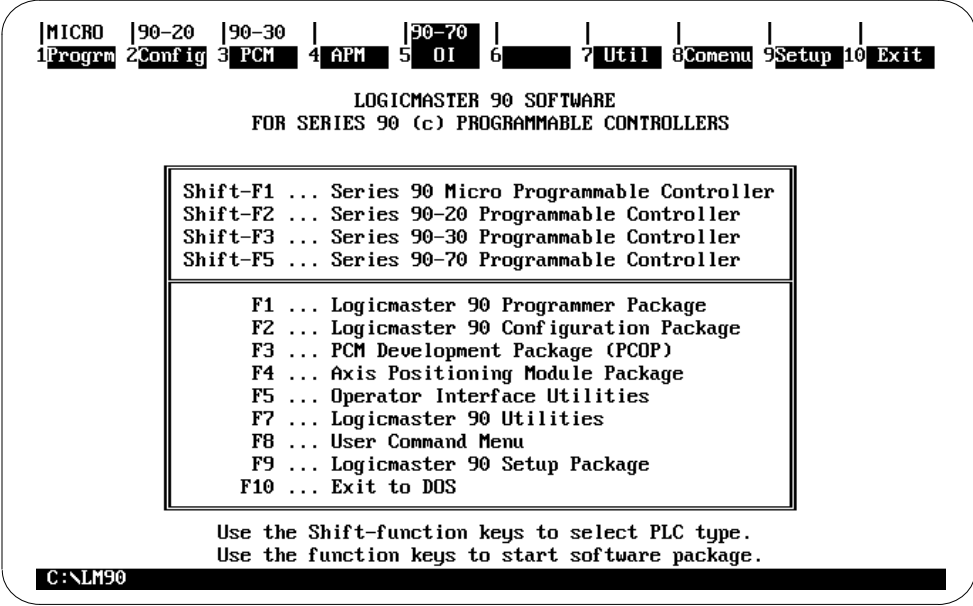 |MICRO |90-20 |90-30 | |90-70 | | | | |
1Progrm 2Config 3 PCM 4 APM 5 OI 6 7 Util 8Comenu 9Setup 10 Exit
LOGICMASTER 90 SOFTWARE
FOR SERIES 90 (c) PROGRAMMABLE CONTROLLERS
Shift-F1 ... Series 90 Micro Programmable Controller
Shift-F2 ... Series 90-20 Programmable Controller
Shift-F3 ... Series 90-30 Programmable Controller
Shift-F5 ... Series 90-70 Programmable Controller
F1 ... Logicmaster 90 Programmer Package
F2 ... Logicmaster 90 Configuration Package
F3 ... PCM Development Package (PCOP)
F4 ... Axis Positioning Module Package
F5 ... Operator Interface Utilities
F7 ... Logicmaster 90 Utilities
F8 ... User Command Menu
F9 ... Logicmaster 90 Setup Package
F10 ... Exit to DOS
Use the Shift-function keys to select PLC type.
Use the function keys to start software package.
C:\LM90